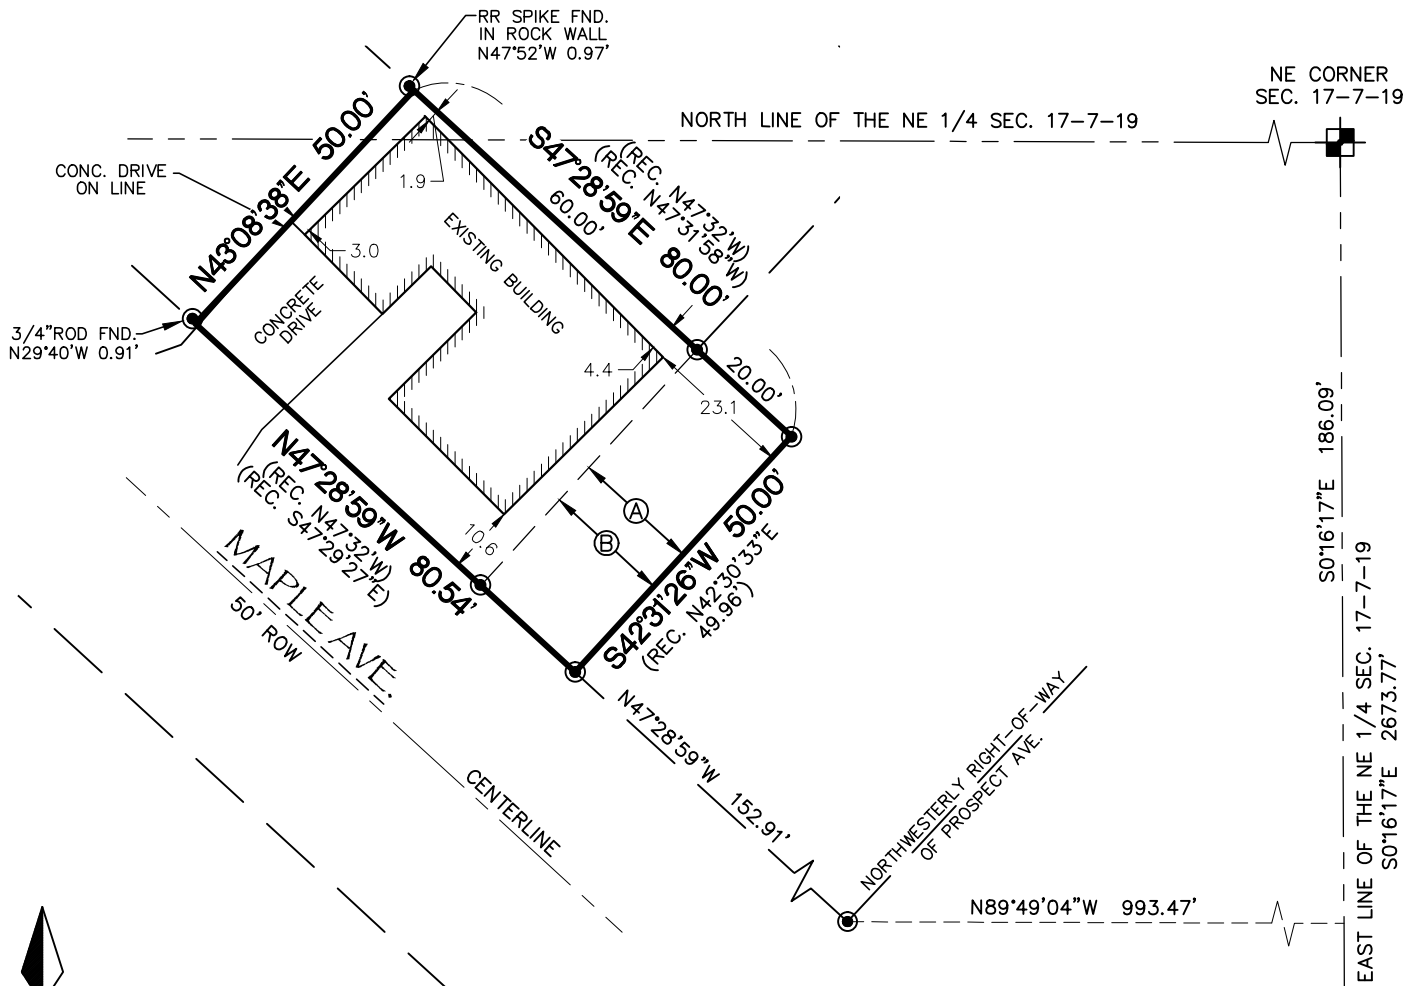 RR SPIKE FND.
IN ROCK WALL
N47°52'W 0.97'
NE CORNER
SEC. 17-7-19
NORTH LINE OF THE NE 1/4 SEC. 17-7-19
CONC. DRIVE
ON LINE
N43°08'38"E 50.00'
1.9
3.0
(REC. N47°32'W)
(REC. N47°31'58"W)
S47°28'59"E 80.00'
60.00'
EXISTING BUILDING
CONCRETE
DRIVE
3/4"ROD FND.
N29°40'W 0.91'
4.4
20.00'
23.1
S0°16'17"E 186.09'
N47°28'59"W 80.54'
(REC. N47°32'W)
(REC. S47°29'27"E)
10.6
A
B
S42°31'26"W 50.00'
(REC. N42°30'33"E
49.96')
MAPLE AVE.
50' ROW
CENTERLINE
N47°28'59"W 152.91'
NORTHWESTERLY RIGHT-OF-WAY
OF PROSPECT AVE.
N89°49'04"W 993.47'
EAST LINE OF THE NE 1/4 SEC. 17-7-19
S0°16'17"E 2673.77'